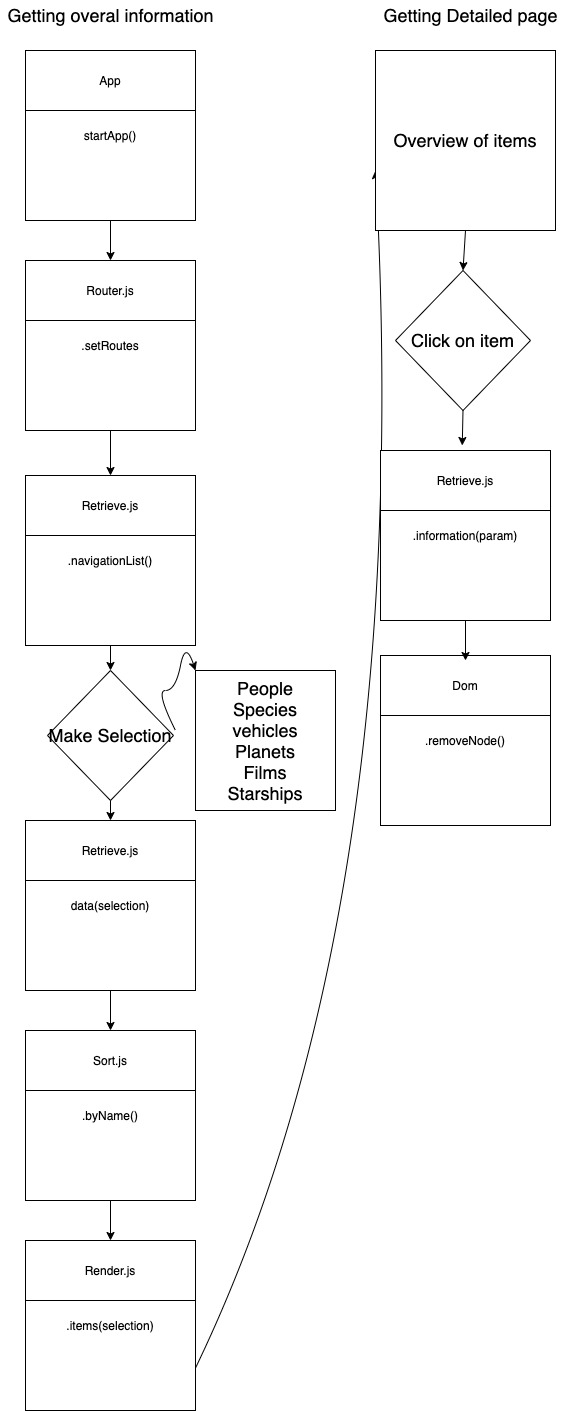 Getting overal information
App
startApp()
Router.js
.setRoutes
Retrieve.js
.navigationList()
Make Selection
People
Species
vehicles
Planets
Films
Starships
Retrieve.js
data(selection)
Sort.js
.byName()
Render.js
.items(selection)
Getting Detailed page
Overview of items
Click on item
Retrieve.js
.information(param)
Dom
.removeNode()